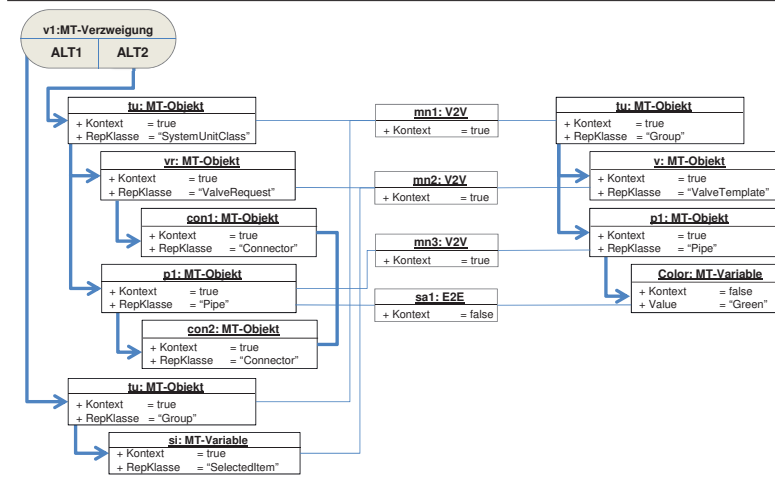 v1:MT-Verzweigung
ALT1 ALT2
tu: MT-Objekt
+ Kontext = true
+ RepKlasse = “SystemUnitClass”
vr: MT-Objekt
+ Kontext = true
+ RepKlasse = “ValveRequest”
con1: MT-Objekt
+ Kontext = true
+ RepKlasse = “Connector”
p1: MT-Objekt
+ Kontext = true
+ RepKlasse = “Pipe”
con2: MT-Objekt
+ Kontext = true
+ RepKlasse = “Connector”
tu: MT-Objekt
+ Kontext = true
+ RepKlasse = “Group”
si: MT-Variable
+ Kontext = true
+ RepKlasse = “SelectedItem”
mn1: V2V
+ Kontext = true
mn2: V2V
+ Kontext = true
mn3: V2V
+ Kontext = true
sa1: E2E
+ Kontext = false
tu: MT-Objekt
+ Kontext = true
+ RepKlasse = “Group”
v: MT-Objekt
+ Kontext = true
+ RepKlasse = “ValveTemplate”
p1: MT-Objekt
+ Kontext = true
+ RepKlasse = “Pipe”
Color: MT-Variable
+ Kontext = false
+ Value = “Green”